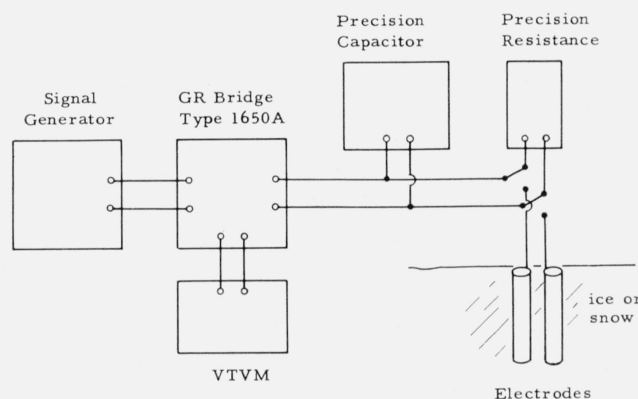 Precision
Capacitor
Precision
Resistance
Signal
Generator
GR Bridge
Type 1650A
VTVM
ice or
snow
Electrodes